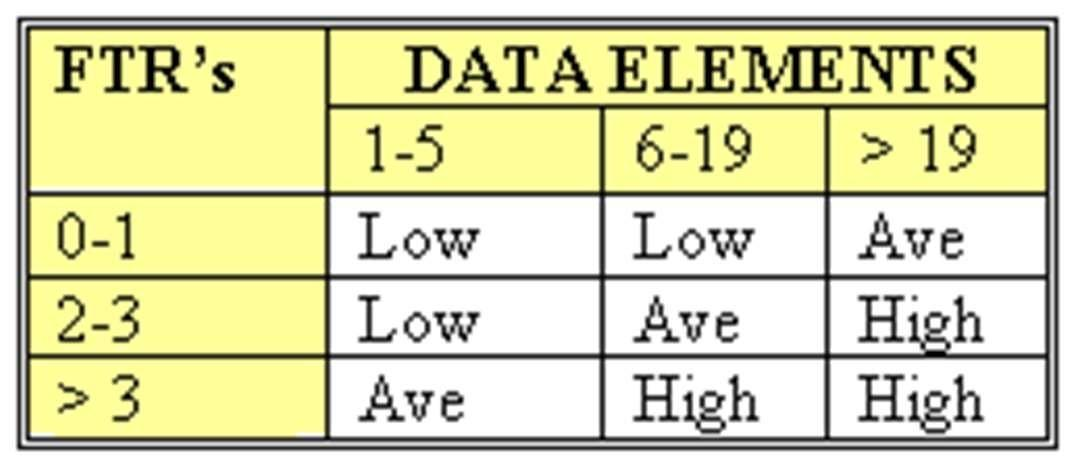 FTR's DATA ELEMENTS
1-5 6-19 > 19
0-1 Low Low Ave
2-3 Low Ave High
> 3 Ave High High